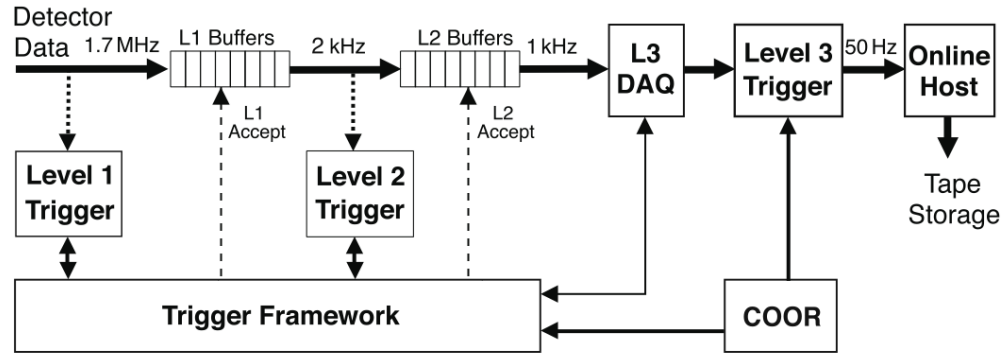 Detector
Data
1.7 MHz
L1 Buffers
2 kHz
L2 Buffers
1 kHz
L3
DAQ
Level 3
Trigger
50 Hz
Online
Host
L1
Accept
L2
Accept
Level 1
Trigger
Level 2
Trigger
Tape
Storage
Trigger Framework
COOR